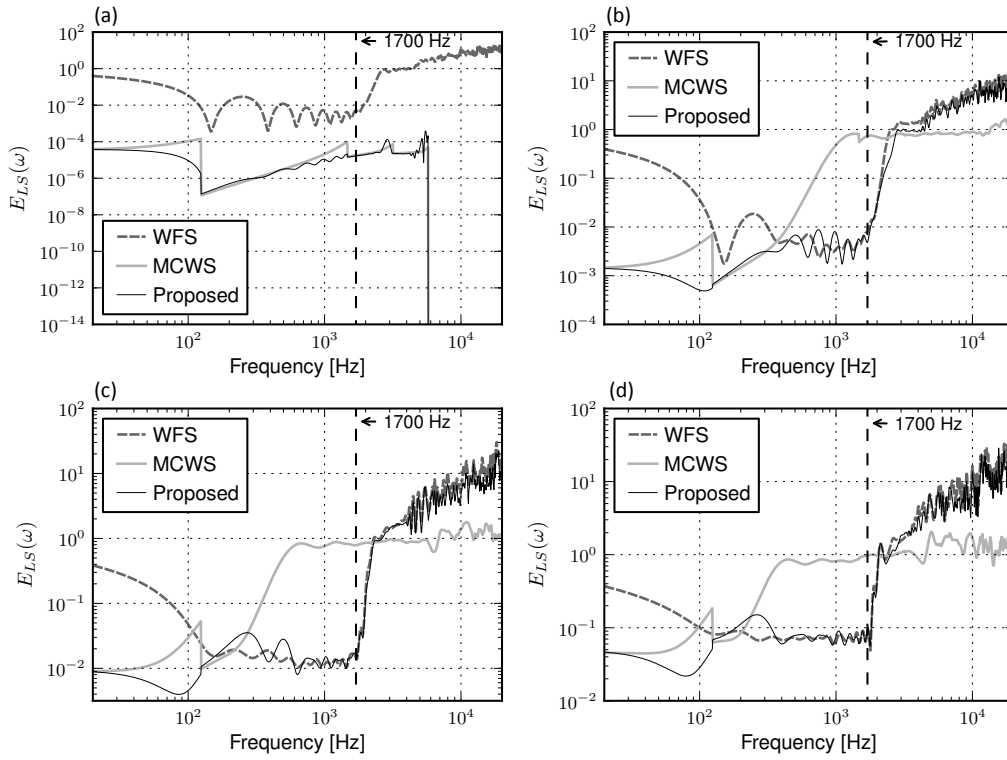 (a)
10^2
10^0
10^-2
10^-4
10^-6
10^-8
10^-10
10^-12
10^-14
E_LS(ω)
← 1700 Hz
WFS
MCWS
Proposed
10^2 10^3 10^4
Frequency [Hz]
(b)
10^2
10^1
10^0
10^-1
10^-2
10^-3
10^-4
E_LS(ω)
← 1700 Hz
WFS
MCWS
Proposed
10^2 10^3 10^4
Frequency [Hz]
(c)
10^2
10^1
10^0
10^-1
10^-2
E_LS(ω)
← 1700 Hz
WFS
MCWS
Proposed
10^2 10^3 10^4
Frequency [Hz]
(d)
10^2
10^1
10^0
10^-1
10^-2
E_LS(ω)
← 1700 Hz
WFS
MCWS
Proposed
10^2 10^3 10^4
Frequency [Hz]